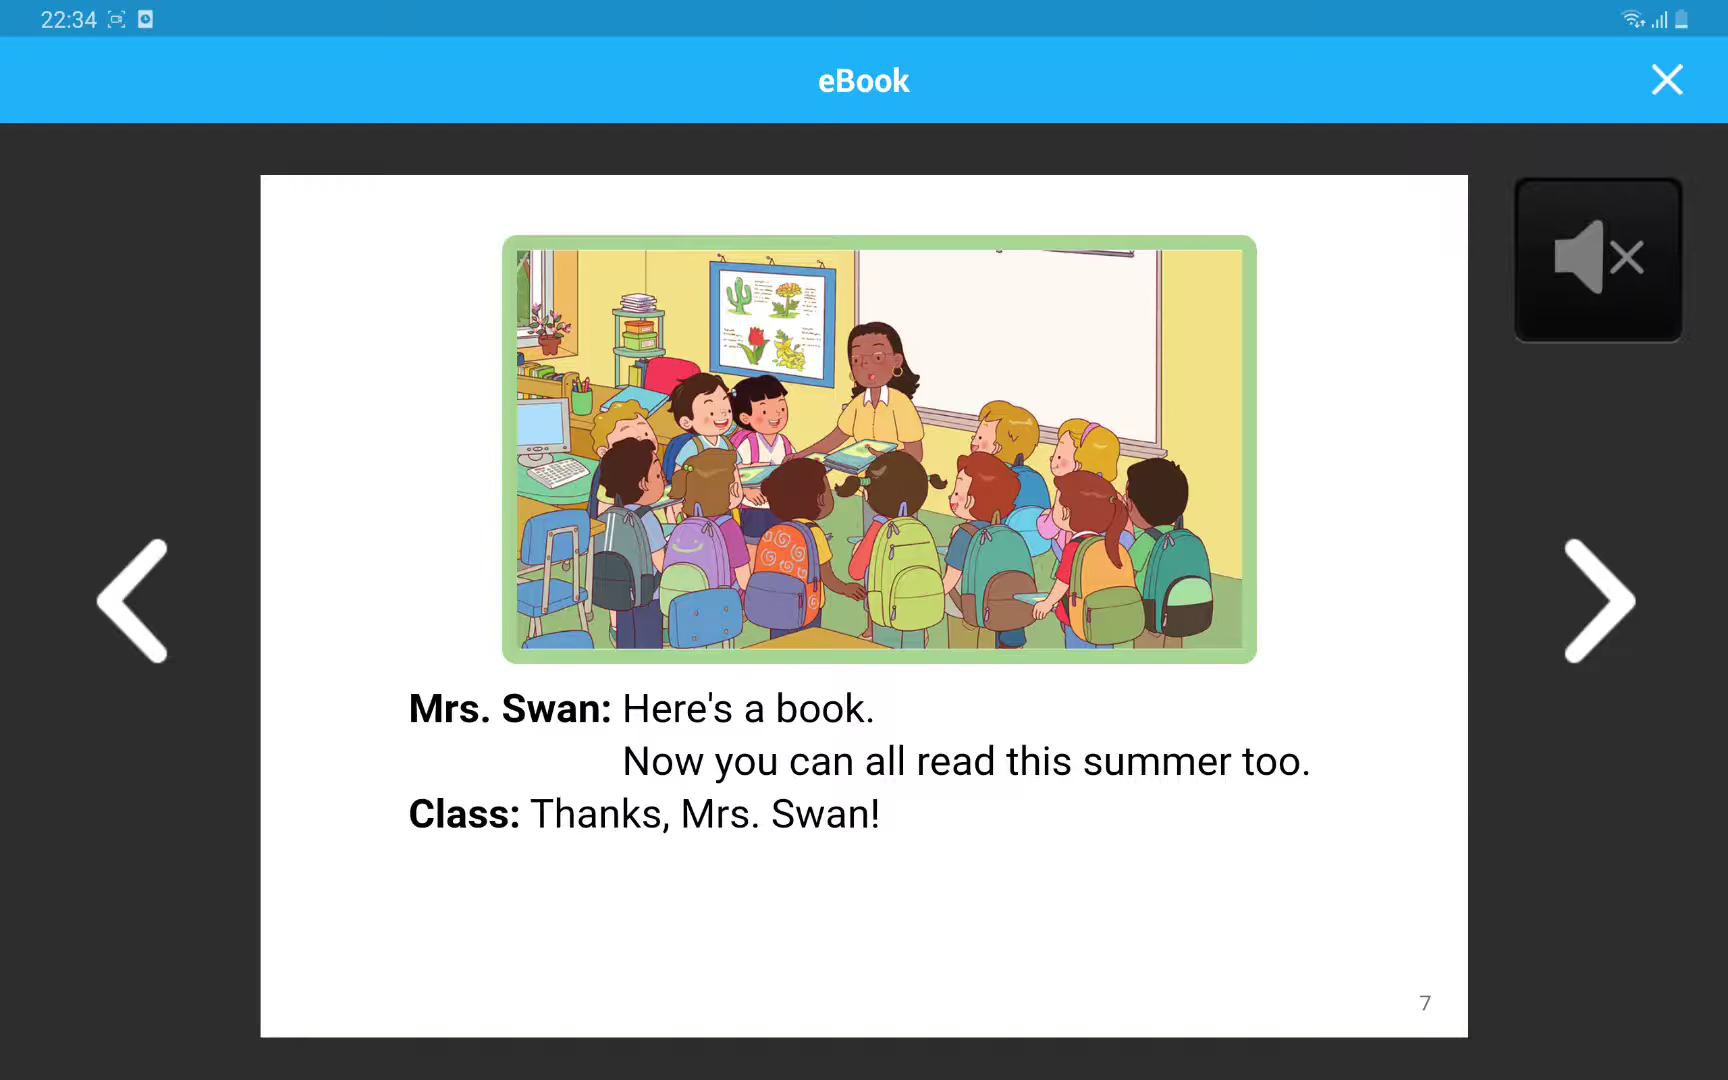 22:34
eBook
Mrs. Swan: Here's a book.
Now you can all read this summer too.
Class: Thanks, Mrs. Swan!
7